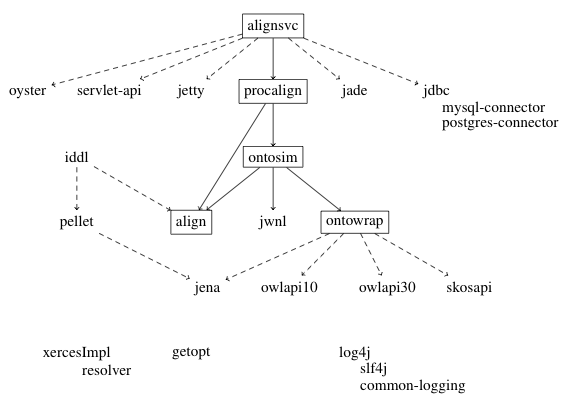 alignsvc
oyster
servlet-api
jetty
procalign
jade
jdbc
mysql-connector
postgres-connector
iddl
ontosim
pellet
align
jwnl
ontowrap
jena
owlapi10
owlapi30
skosapi
xercesImpl
getopt
log4j
resolver
slf4j
common-logging